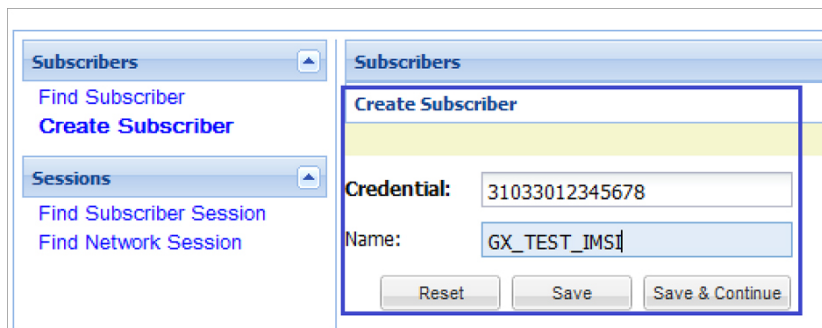 Subscribers
Find Subscriber
Create Subscriber
Sessions
Find Subscriber Session
Find Network Session
Subscribers
Create Subscriber
Credential: 31033012345678
Name: GX_TEST_IMSI
Reset Save Save & Continue